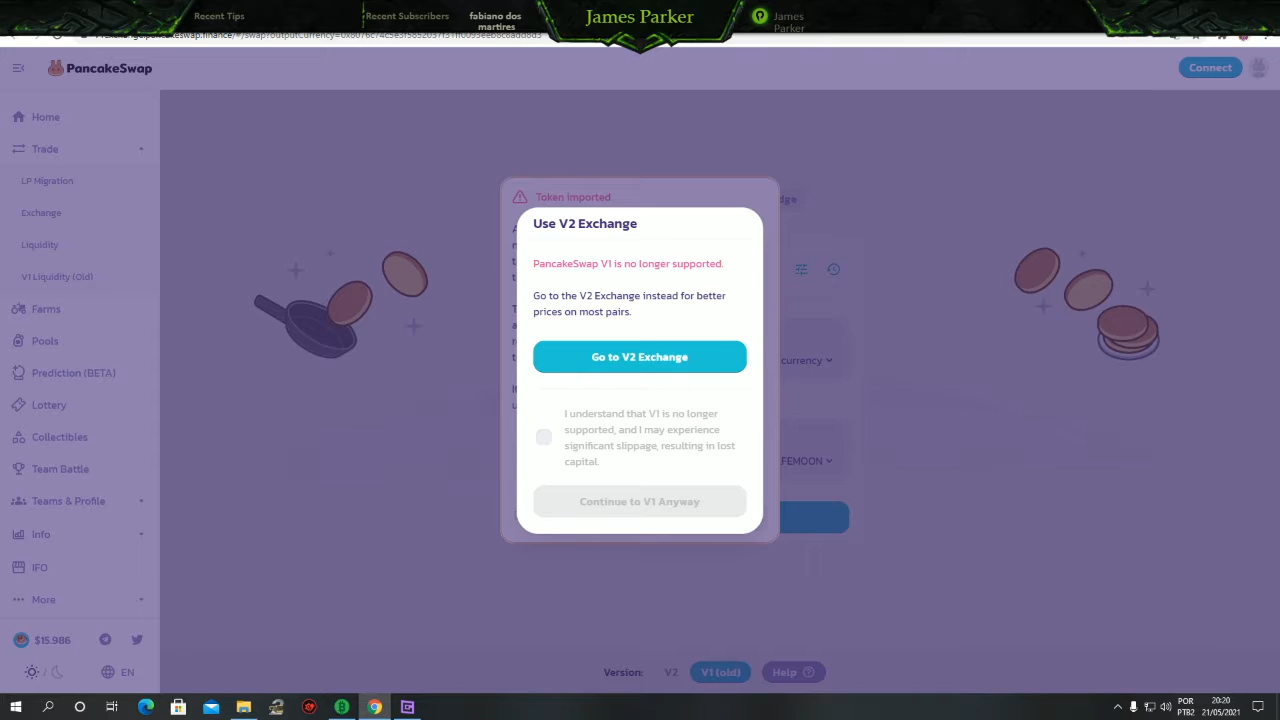 Recent Tips
Recent Subscribers
fabiano dos
martires
James Parker
James
Parker
PancakeSwap
Connect
Home
Trade
LP Migration
Exchange
Liquidity
V1 Liquidity (Old)
Farms
Pools
Prediction (BETA)
Lottery
Collectibles
Team Battle
Teams & Profile
Info
IFO
More
$15.986
EN
Token imported
Use V2 Exchange
PancakeSwap V1 is no longer supported.
Go to the V2 Exchange instead for better
prices on most pairs.
Go to V2 Exchange
I understand that V1 is no longer
supported, and I may experience
significant slippage, resulting in lost
capital.
Continue to V1 Anyway
currency
FEMOON
Version:
V2
V1 (old)
Help
POR
PTB2
20:20
21/05/2021